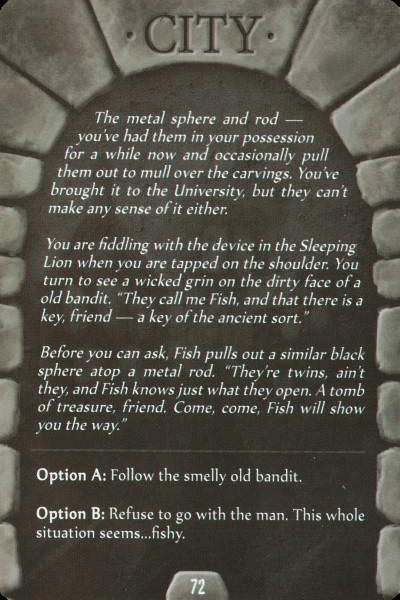 · CITY ·
The metal sphere and rod —
you've had them in your possession
for a while now and occasionally pull
them out to mull over the carvings. You've
brought it to the University, but they can't
make any sense of it either.
You are fiddling with the device in the Sleeping
Lion when you are tapped on the shoulder. You
turn to see a wicked grin on the dirty face of a
old bandit. “They call me Fish, and that there is a
key, friend — a key of the ancient sort.”
Before you can ask, Fish pulls out a similar black
sphere atop a metal rod. “They're twins, ain't
they, and Fish knows just what they open. A tomb
of treasure, friend. Come, come, Fish will show
you the way.”
Option A: Follow the smelly old bandit.
Option B: Refuse to go with the man. This whole
situation seems...fishy.
72